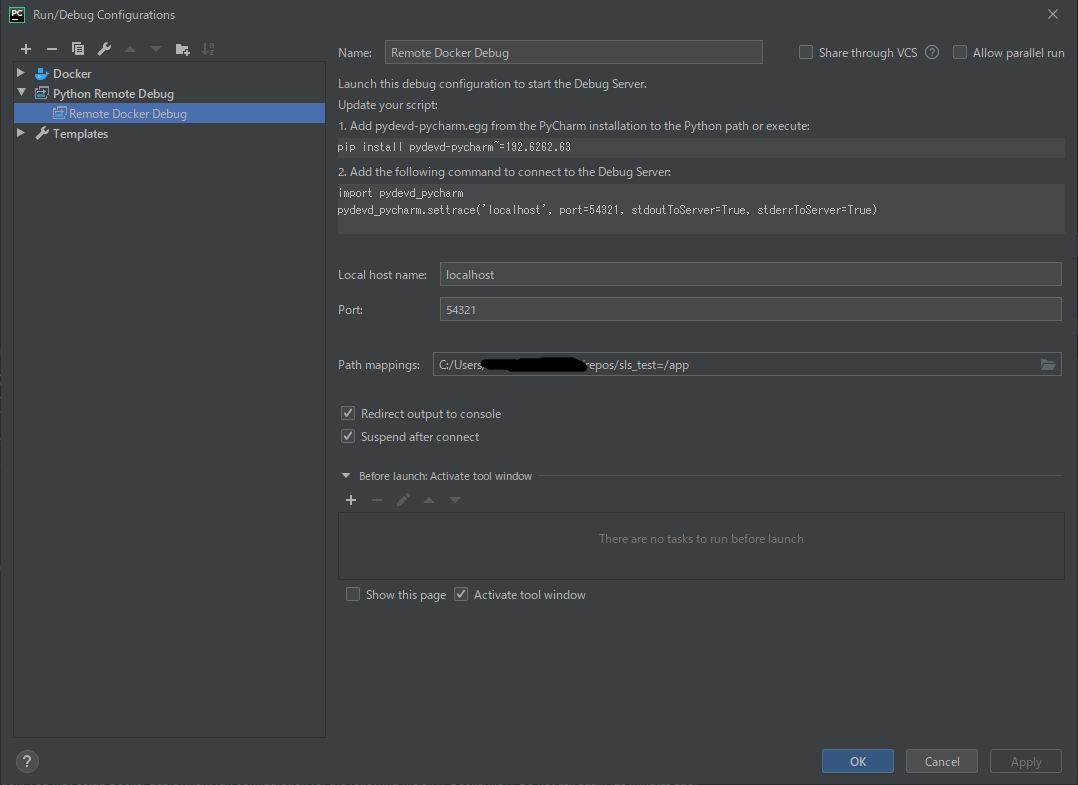 PC Run/Debug Configurations
Docker
Python Remote Debug
Remote Docker Debug
Templates
Name: Remote Docker Debug Share through VCS ? Allow parallel run
Launch this debug configuration to start the Debug Server.
Update your script:
1. Add pydevd-pycharm.egg from the PyCharm installation to the Python path or execute:
pip install pydevd-pycharm~=192.6262.63
2. Add the following command to connect to the Debug Server:
import pydevd_pycharm
pydevd_pycharm.settrace('localhost', port=54321, stdoutToServer=True, stderrToServer=True)
Local host name: localhost
Port: 54321
Path mappings: C:/Users/ repos/sls_test=/app
Redirect output to console
Suspend after connect
Before launch: Activate tool window
There are no tasks to run before launch
Show this page Activate tool window
? OK Cancel Apply